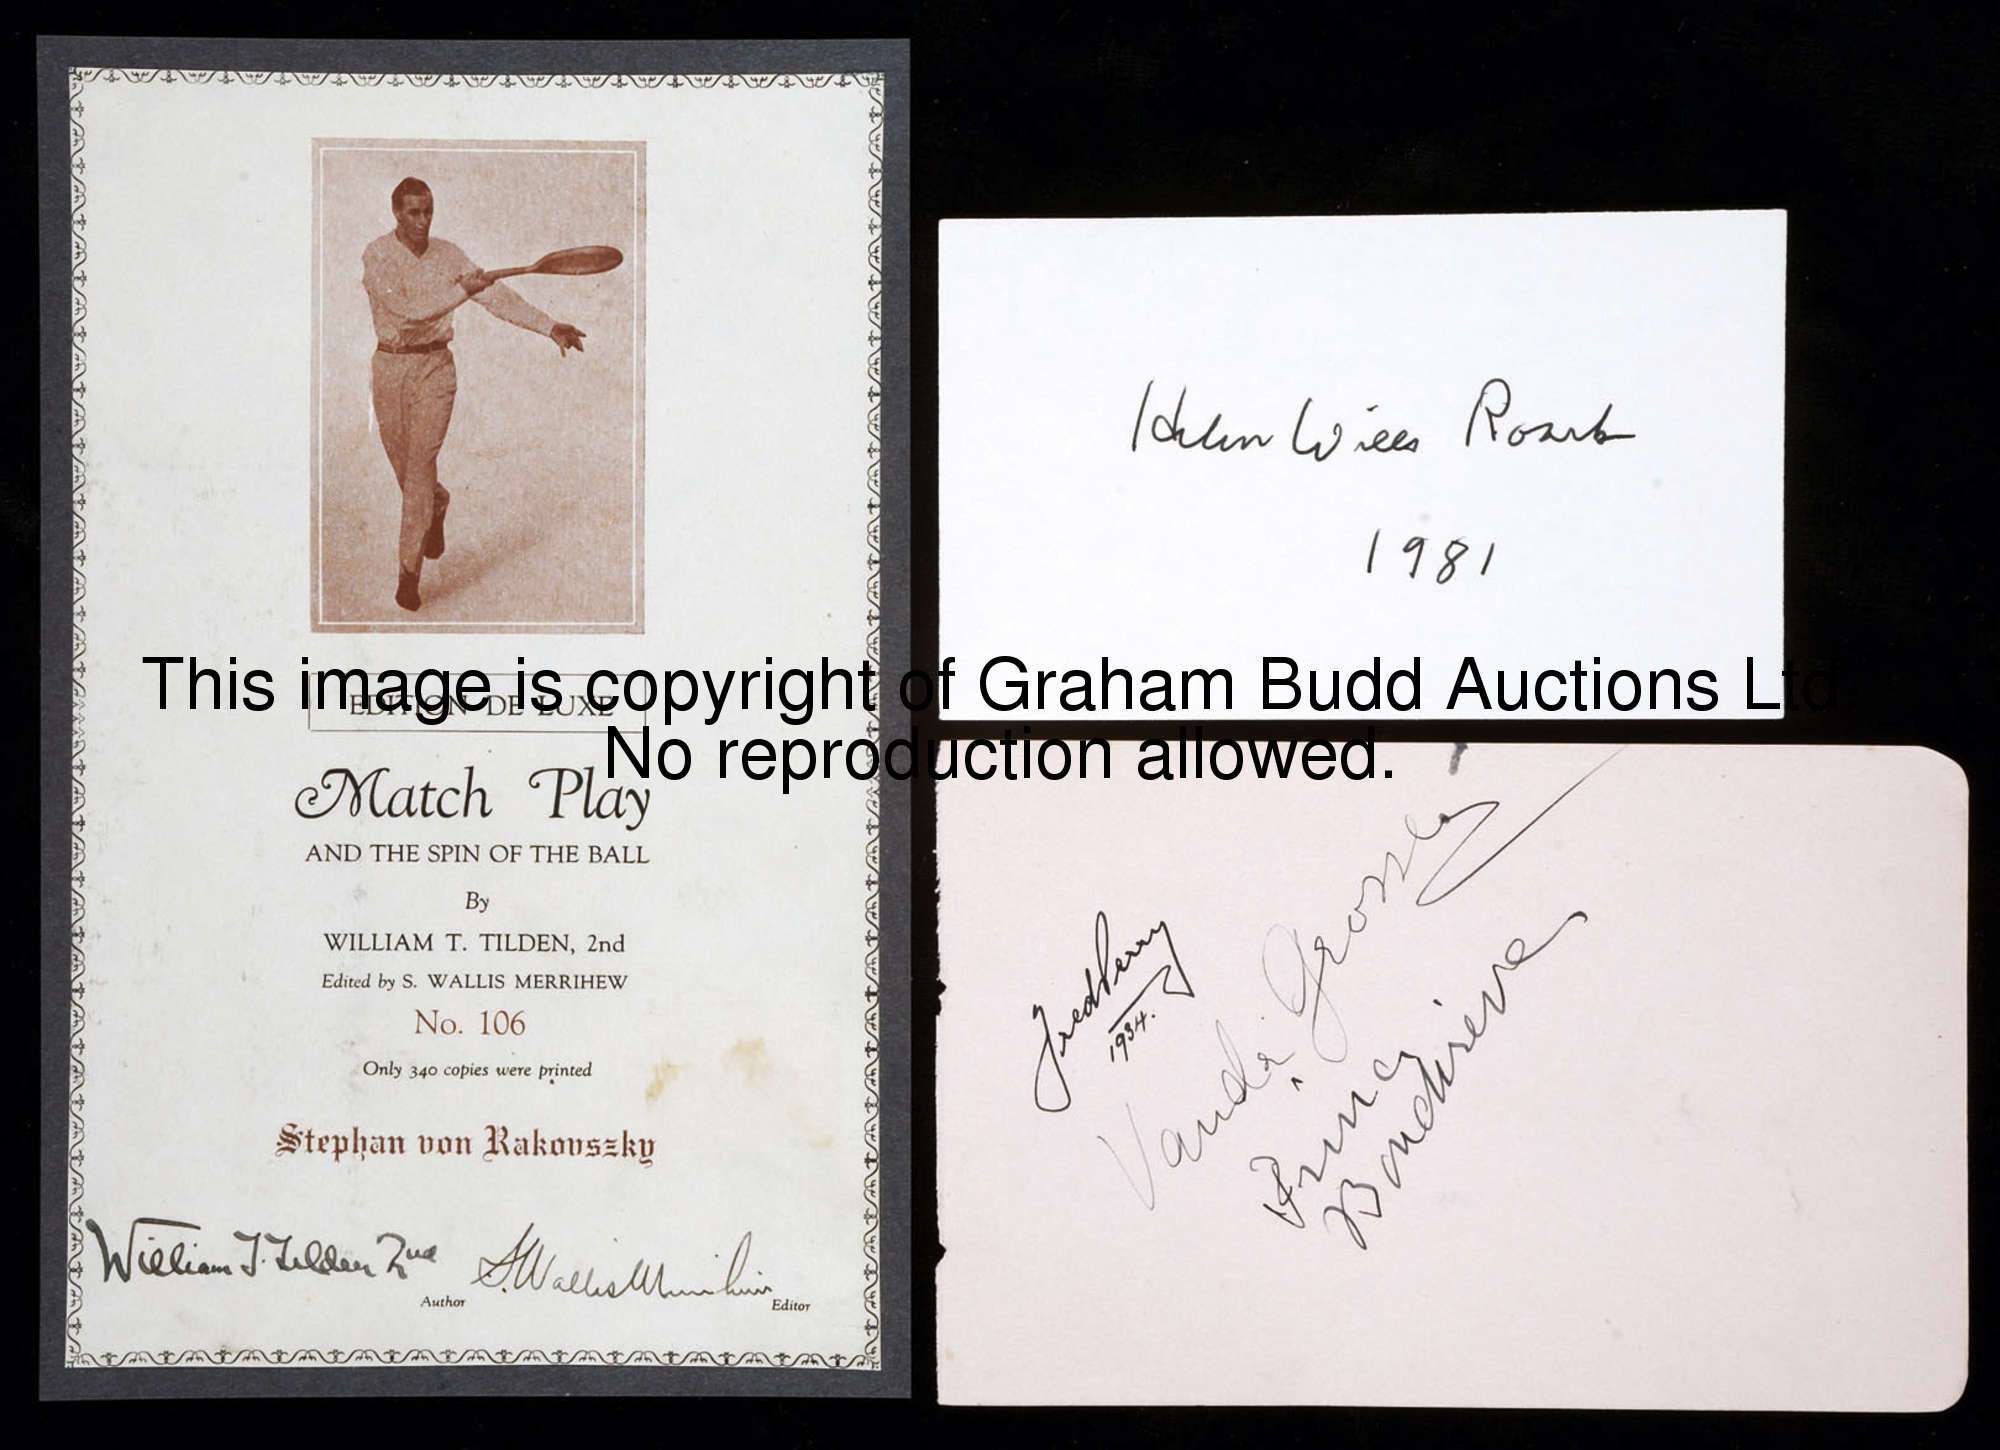 EDITION DE LUXE
Match Play
AND THE SPIN OF THE BALL
By
WILLIAM T. TILDEN, 2nd
Edited by S. WALLIS MERRIHEW
No. 106
Only 340 copies were printed
Stephan von Rakovszky
William T. Tilden 2nd
Author
S. Wallis Merrihew
Editor
Helen Wills Roark
1981
This image is copyright of Graham Budd Auctions Ltd
No reproduction allowed.
Fred Perry
1934.